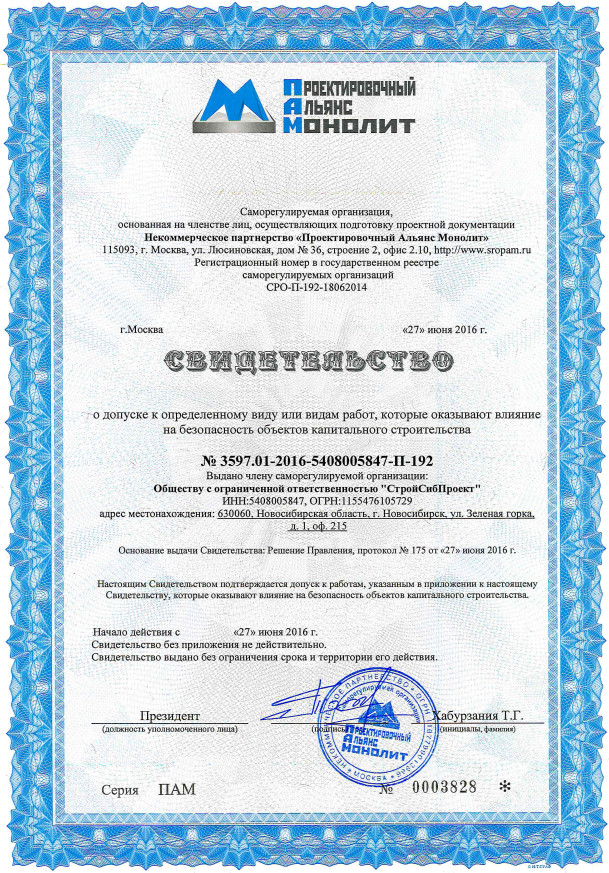 Проектировочный
Альянс
Монолит
Саморегулируемая организация,
основанная на членстве лиц, осуществляющих подготовку проектной документации
Некоммерческое партнерство «Проектировочный Альянс Монолит»
115093, г. Москва, ул. Люсиновская, дом № 36, строение 2, офис 2.10, http://www.sropam.ru
Регистрационный номер в государственном реестре
саморегулируемых организаций
СРО-П-192-18062014
г.Москва «27» июня 2016 г.
СВИДЕТЕЛЬСТВО
о допуске к определенному виду или видам работ, которые оказывают влияние
на безопасность объектов капитального строительства
№ 3597.01-2016-5408005847-П-192
Выдано члену саморегулируемой организации:
Обществу с ограниченной ответственностью "СтройСибПроект"
ИНН:5408005847, ОГРН:1155476105729
адрес местонахождения: 630060, Новосибирская область, г. Новосибирск, ул. Зеленая горка,
д. 1, оф. 215
Основание выдачи Свидетельства: Решение Правления, протокол № 175 от «27» июня 2016 г.
Настоящим Свидетельством подтверждается допуск к работам, указанным в приложении к настоящему
Свидетельству, которые оказывают влияние на безопасность объектов капитального строительства.
Начало действия с «27» июня 2016 г.
Свидетельство без приложения не действительно.
Свидетельство выдано без ограничения срока и территории его действия.
Президент Хабурзания Т.Г.
(должность уполномоченного лица) (подпись) (инициалы, фамилия)
НЕКОММЕРЧЕСКОЕ ПАРТНЕРСТВО
саморегулируемая организация
Проектировочный
Альянс
Монолит
МОСКВА
Серия ПАМ № 0003828 *